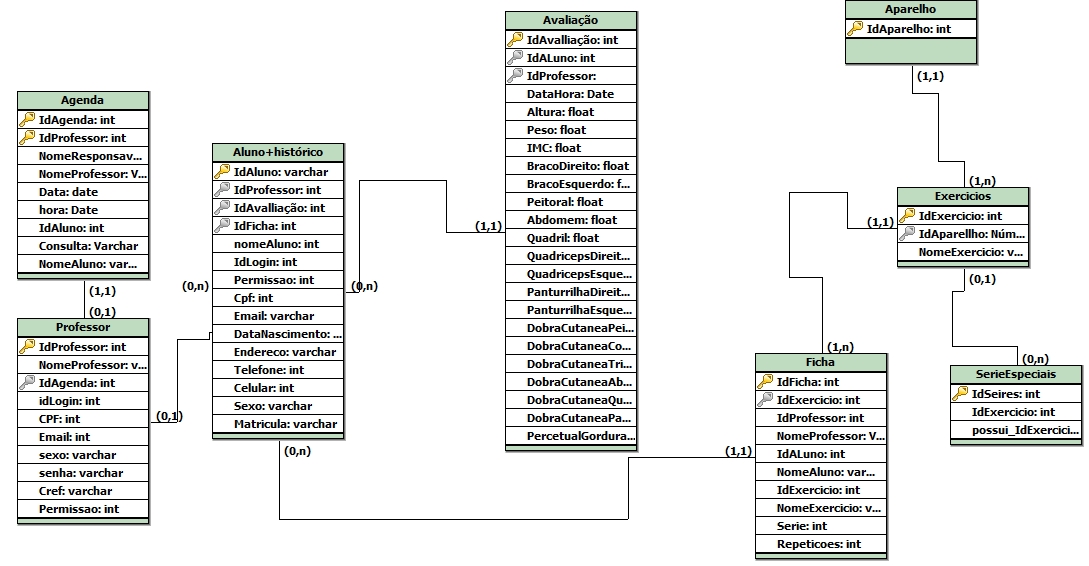 Agenda
IdAgenda: int
IdProfessor: int
NomeResponsav...
NomeProfessor: V...
Data: date
hora: Date
IdAluno: int
Consulta: Varchar
NomeAluno: var...
(1,1)
(0,1)
Professor
IdProfessor: int
NomeProfessor: v...
IdAgenda: int
idLogin: int
CPF: int
Email: int
sexo: varchar
senha: varchar
Cref: varchar
Permissao: int
(0,1)
(0,n)
Aluno+histórico
IdAluno: varchar
IdProfessor: int
IdAvalliação: int
IdFicha: int
nomeAluno: int
IdLogin: int
Permissao: int
Cpf: int
Email: varchar
DataNascimento: ...
Endereco: varchar
Telefone: int
Celular: int
Sexo: varchar
Matricula: varchar
(0,n)
(0,n)
(1,1)
Avaliação
IdAvalliação: int
IdALuno: int
IdProfessor:
DataHora: Date
Altura: float
Peso: float
IMC: float
BracoDireito: float
BracoEsquerdo: f...
Peitoral: float
Abdomem: float
Quadril: float
QuadricepsDireit...
QuadricepsEsque...
PanturrilhaDireit...
PanturrilhaEsque...
DobraCutaneaPei...
DobraCutaneaCo...
DobraCutaneaTri...
DobraCutaneaAb...
DobraCutaneaQu...
DobraCutaneaPa...
PercetualGordura...
Aparelho
IdAparelho: int
(1,1)
(1,n)
Exercicios
IdExercicio: int
IdAparellho: Núm...
NomeExercicio: v...
(1,1)
(0,1)
(0,n)
SerieEspeciais
IdSeires: int
IdExercicio: int
possui_IdExercici...
(1,n)
Ficha
IdFicha: int
IdExercicio: int
IdProfessor: int
NomeProfessor: V...
IdALuno: int
NomeAluno: var...
IdExercicio: int
NomeExercicio: v...
Serie: int
Repeticoes: int
(1,1)